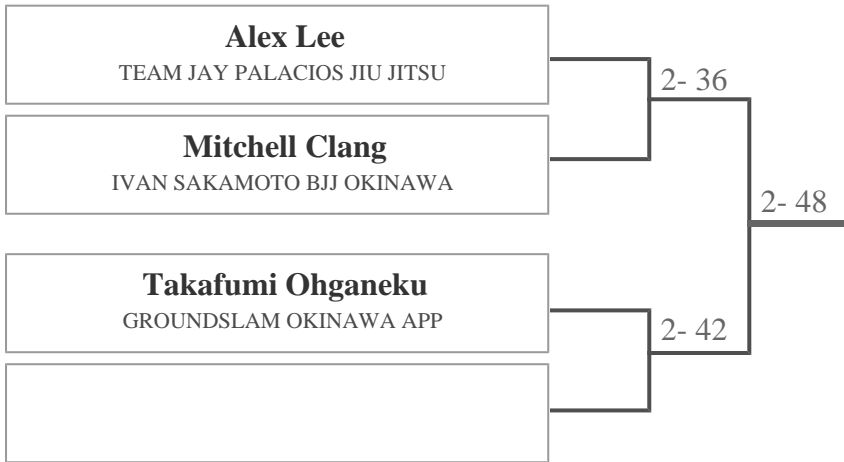 Alex Lee
TEAM JAY PALACIOS JIU JITSU
2- 36
Mitchell Clang
IVAN SAKAMOTO BJJ OKINAWA
2- 48
Takafumi Ohganeku
GROUNDSLAM OKINAWA APP
2- 42